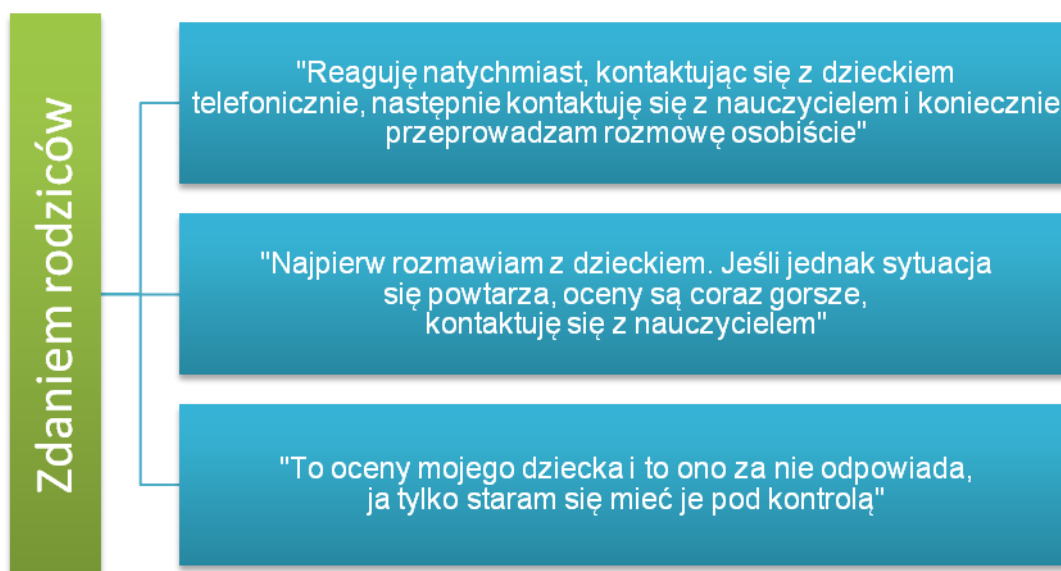 Zdaniem rodziców
"Reaguję natychmiast, kontaktując się z dzieckiem
telefonicznie, następnie kontaktuję się z nauczycielem i koniecznie
przeprowadzam rozmowę osobiście"
"Najpierw rozmawiam z dzieckiem. Jeśli jednak sytuacja
się powtarza, oceny są coraz gorsze,
kontaktuję się z nauczycielem"
"To oceny mojego dziecka i to ono za nie odpowiada,
ja tylko staram się mieć je pod kontrolą"